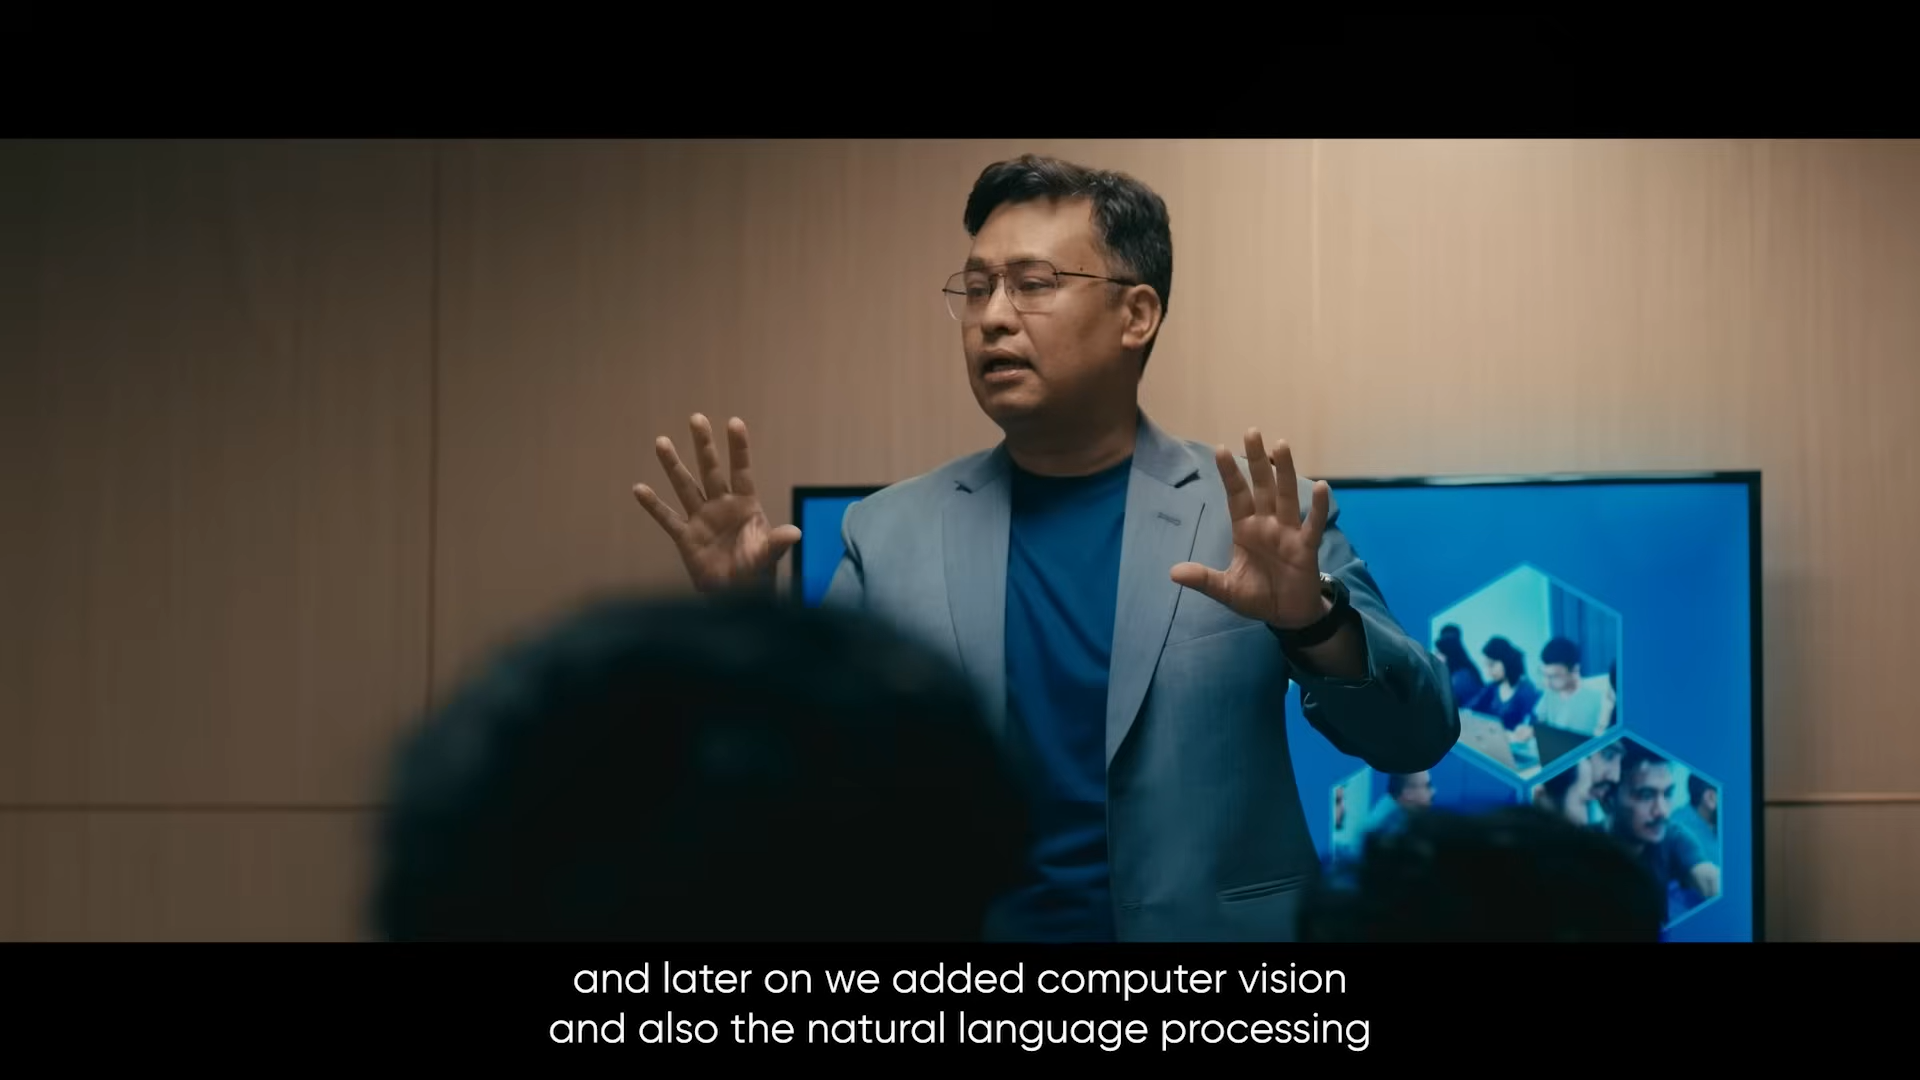 and later on we added computer vision
and also the natural language processing